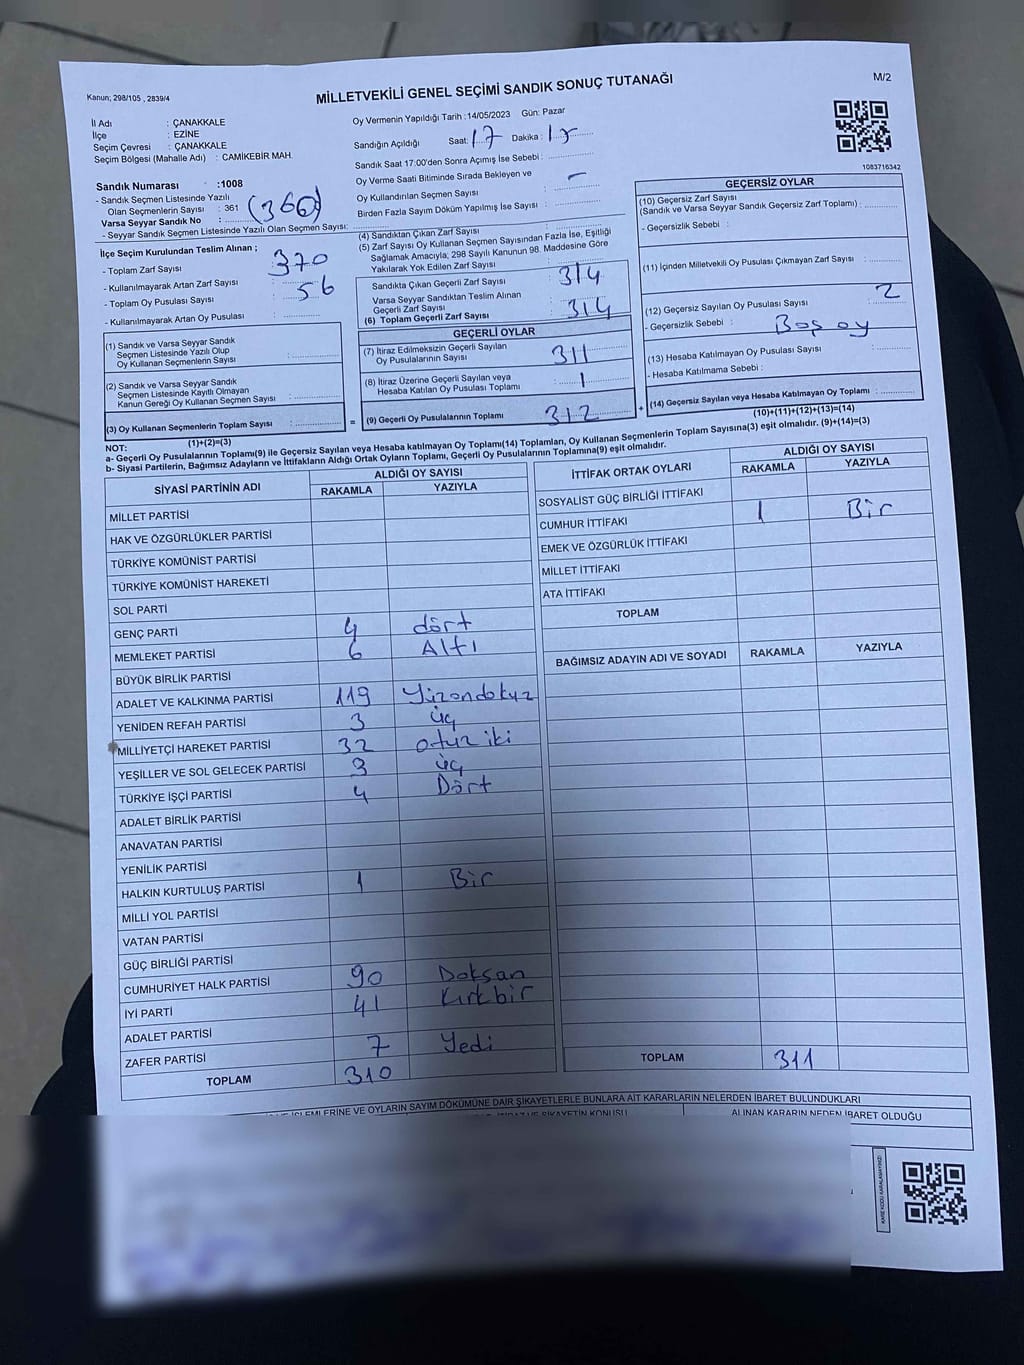 Kanun; 298/105 , 2839/4
MİLLETVEKİLİ GENEL SEÇİMİ SANDIK SONUÇ TUTANAĞI
M/2
İl Adı : ÇANAKKALE
İlçe : EZİNE
Seçim Çevresi : ÇANAKKALE
Seçim Bölgesi (Mahalle Adı) : CAMİKEBİR MAH.
Sandık Numarası :1008
- Sandık Seçmen Listesinde Yazılı
Olan Seçmenlerin Sayısı : 361 (360)
Varsa Seyyar Sandık No :
- Seyyar Sandık Seçmen Listesinde Yazılı Olan Seçmen Sayısı:
Oy Vermenin Yapıldığı Tarih :14/05/2023 Gün: Pazar
Sandığın Açıldığı Saat: 17 Dakika : 15
Sandık Saat 17:00'den Sonra Açımış İse Sebebi :
Oy Verme Saati Bitiminde Sırada Bekleyen ve
Oy Kullandırılan Seçmen Sayısı : -
Birden Fazla Sayım Döküm Yapılmış İse Sayısı :
1083716342
İlçe Seçim Kurulundan Teslim Alınan ;
- Toplam Zarf Sayısı : 370
- Kullanılmayarak Artan Zarf Sayısı : 56
- Toplam Oy Pusulası Sayısı :
- Kullanılmayarak Artan Oy Pusulası :
(1) Sandık ve Varsa Seyyar Sandık
Seçmen Listesinde Yazılı Olup
Oy Kullanan Seçmenlerin Sayısı :
(2) Sandık ve Varsa Seyyar Sandık
Seçmen Listesinde Kayıtlı Olmayan
Kanun Gereği Oy Kullanan Seçmen Sayısı :
(3) Oy Kullanan Seçmenlerin Toplam Sayısı :
(1)+(2)=(3)
(4) Sandıktan Çıkan Zarf Sayısı :
(5) Zarf Sayısı Oy Kullanan Seçmen Sayısından Fazla İse, Eşitliği
Sağlamak Amacıyla, 298 Sayılı Kanunun 98. Maddesine Göre
Yakılarak Yok Edilen Zarf Sayısı :
Sandıkta Çıkan Geçerli Zarf Sayısı : 314
Varsa Seyyar Sandıktan Teslim Alınan
Geçerli Zarf Sayısı :
(6) Toplam Geçerli Zarf Sayısı : 314
GEÇERLİ OYLAR
(7) İtiraz Edilmeksizin Geçerli Sayılan
Oy Pusulalarının Sayısı : 311
(8) İtiraz Üzerine Geçerli Sayılan veya
Hesaba Katılan Oy Pusulası Toplamı : 1
= (9) Geçerli Oy Pusulalarının Toplamı : 312 +
GEÇERSİZ OYLAR
(10) Geçersiz Zarf Sayısı
(Sandık ve Varsa Seyyar Sandık Geçersiz Zarf Toplamı) :
- Geçersizlik Sebebi :
(11) İçinden Milletvekili Oy Pusulası Çıkmayan Zarf Sayısı :
(12) Geçersiz Sayılan Oy Pusulası Sayısı : 2
- Geçersizlik Sebebi : Boş oy
(13) Hesaba Katılmayan Oy Pusulası Sayısı :
- Hesaba Katılmama Sebebi :
(14) Geçersiz Sayılan veya Hesaba Katılmayan Oy Toplamı :
(10)+(11)+(12)+(13)=(14)
NOT:
a- Geçerli Oy Pusulalarının Toplamı(9) ile Geçersiz Sayılan veya Hesaba katılmayan Oy Toplamı(14) Toplamları, Oy Kullanan Seçmenlerin Toplam Sayısına(3) eşit olmalıdır. (9)+(14)=(3)
b- Siyasi Partilerin, Bağımsız Adayların ve İttifakların Aldığı Ortak Oyların Toplamı, Geçerli Oy Pusulalarının Toplamına(9) eşit olmalıdır.
SİYASİ PARTİNİN ADI ALDIĞI OY SAYISI
RAKAMLA YAZIYLA
MİLLET PARTİSİ
HAK VE ÖZGÜRLÜKLER PARTİSİ
TÜRKİYE KOMÜNİST PARTİSİ
TÜRKİYE KOMÜNİST HAREKETİ
SOL PARTİ
GENÇ PARTİ 4 dört
MEMLEKET PARTİSİ 6 Altı
BÜYÜK BİRLİK PARTİSİ
ADALET VE KALKINMA PARTİSİ 119 Yüzondokuz
YENİDEN REFAH PARTİSİ 3 üç
MİLLİYETÇİ HAREKET PARTİSİ 32 otuz iki
YEŞİLLER VE SOL GELECEK PARTİSİ 3 üç
TÜRKİYE İŞÇİ PARTİSİ 4 Dört
ADALET BİRLİK PARTİSİ
ANAVATAN PARTİSİ
YENİLİK PARTİSİ
HALKIN KURTULUŞ PARTİSİ 1 Bir
MİLLİ YOL PARTİSİ
VATAN PARTİSİ
GÜÇ BİRLİĞİ PARTİSİ
CUMHURİYET HALK PARTİSİ 90 Doksan
İYİ PARTİ 41 Kırkbir
ADALET PARTİSİ
ZAFER PARTİSİ 7 Yedi
TOPLAM 310
İTTİFAK ORTAK OYLARI ALDIĞI OY SAYISI
RAKAMLA YAZIYLA
SOSYALİST GÜÇ BİRLİĞİ İTTİFAKI
CUMHUR İTTİFAKI 1 Bir
EMEK VE ÖZGÜRLÜK İTTİFAKI
MİLLET İTTİFAKI
ATA İTTİFAKI
TOPLAM
BAĞIMSIZ ADAYIN ADI VE SOYADI RAKAMLA YAZIYLA
TOPLAM 311
İŞLEMLERİNE VE OYLARIN SAYIM DÖKÜMÜNE DAİR ŞİKAYETLERLE BUNLARA AİT KARARLARIN NELERDEN İBARET BULUNDUKLARI
İTİRAZ VE ŞİKAYETİN KONUSU ALINAN KARARIN NEDEN İBARET OLDUĞU